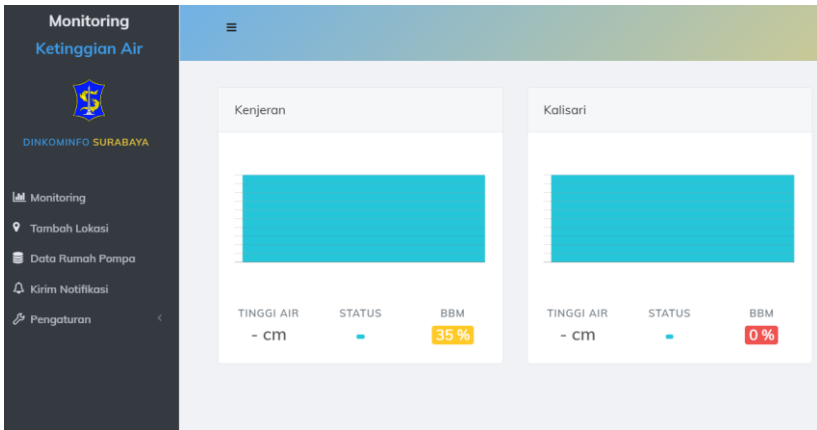 Monitoring
Ketinggian Air
DINKOMINFO SURABAYA
Monitoring
Tambah Lokasi
Data Rumah Pompa
Kirim Notifikasi
Pengaturan
Kenjeran
TINGGI AIR STATUS BBM
- cm - 35 %
Kalisari
TINGGI AIR STATUS BBM
- cm - 0 %